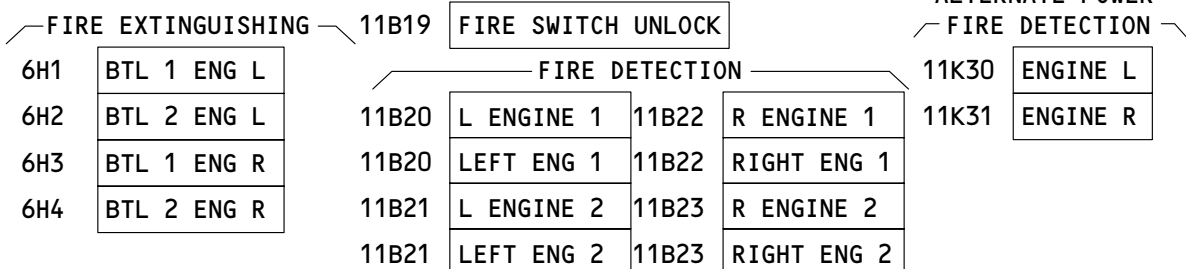 ALTERNATE POWER
FIRE EXTINGUISHING 11B19 FIRE SWITCH UNLOCK FIRE DETECTION
6H1 BTL 1 ENG L FIRE DETECTION 11K30 ENGINE L
6H2 BTL 2 ENG L 11B20 L ENGINE 1 11B22 R ENGINE 1 11K31 ENGINE R
6H3 BTL 1 ENG R 11B20 LEFT ENG 1 11B22 RIGHT ENG 1
6H4 BTL 2 ENG R 11B21 L ENGINE 2 11B23 R ENGINE 2
11B21 LEFT ENG 2 11B23 RIGHT ENG 2